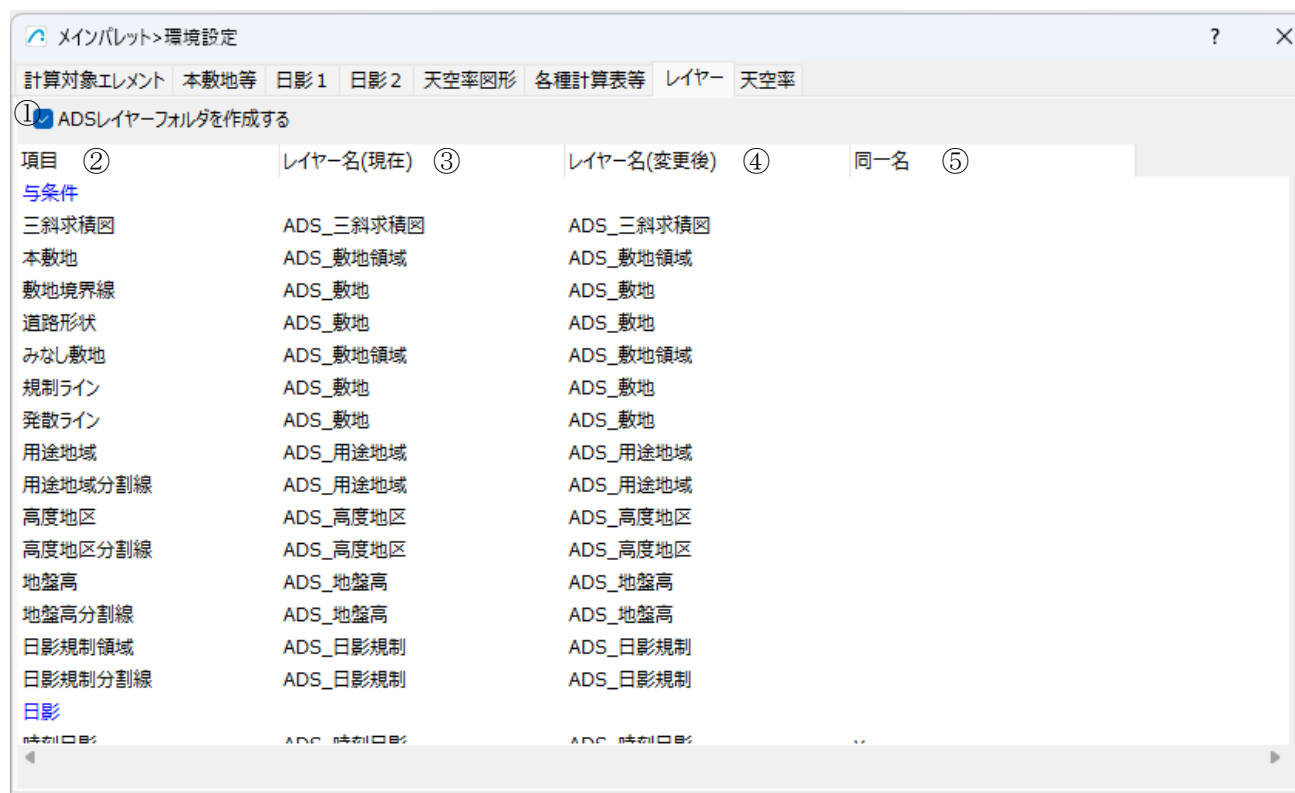 メインパレット>環境設定 ? ×
計算対象エレメント 本敷地等 日影1 日影2 天空率図形 各種計算表等 レイヤー 天空率
① ADSレイヤーフォルダを作成する
項目 ② レイヤー名(現在) ③ レイヤー名(変更後) ④ 同一名 ⑤
与条件
三斜求積図 ADS_三斜求積図 ADS_三斜求積図
本敷地 ADS_敷地領域 ADS_敷地領域
敷地境界線 ADS_敷地 ADS_敷地
道路形状 ADS_敷地 ADS_敷地
みなし敷地 ADS_敷地領域 ADS_敷地領域
規制ライン ADS_敷地 ADS_敷地
発散ライン ADS_敷地 ADS_敷地
用途地域 ADS_用途地域 ADS_用途地域
用途地域分割線 ADS_用途地域 ADS_用途地域
高度地区 ADS_高度地区 ADS_高度地区
高度地区分割線 ADS_高度地区 ADS_高度地区
地盤高 ADS_地盤高 ADS_地盤高
地盤高分割線 ADS_地盤高 ADS_地盤高
日影規制領域 ADS_日影規制 ADS_日影規制
日影規制分割線 ADS_日影規制 ADS_日影規制
日影
時刻日影 ADS_時刻日影 ADS_時刻日影